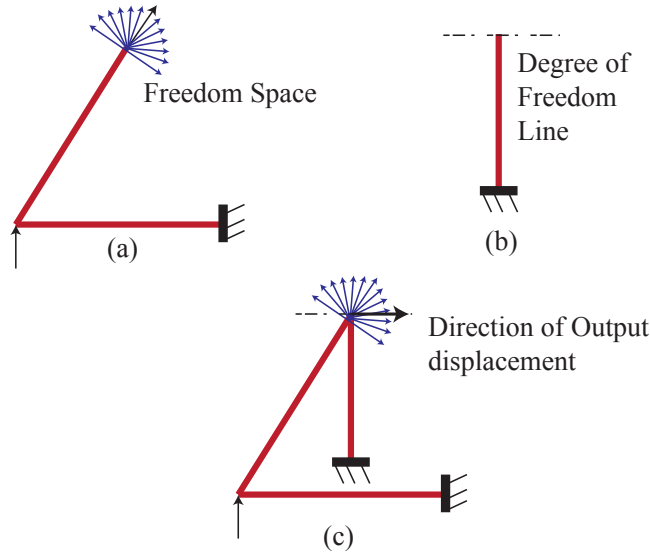 Freedom Space
Degree of
Freedom
Line
(a)
(b)
Direction of Output
displacement
(c)